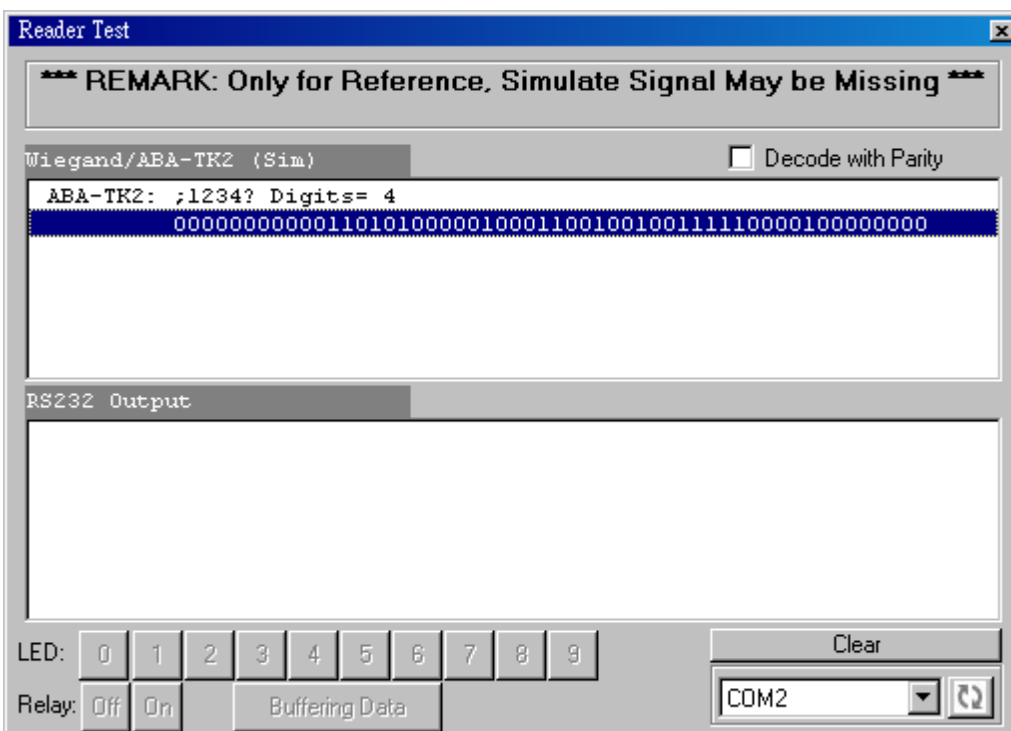 Reader Test
*** REMARK: Only for Reference, Simulate Signal May be Missing ***
Wiegand/ABA-TK2 (Sim)
Decode with Parity
ABA-TK2: ;1234? Digits= 4
000000000001101010000010001100100100111110000100000000
RS232 Output
LED: 0 1 2 3 4 5 6 7 8 9
Clear
Relay: Off On Buffering Data
COM2